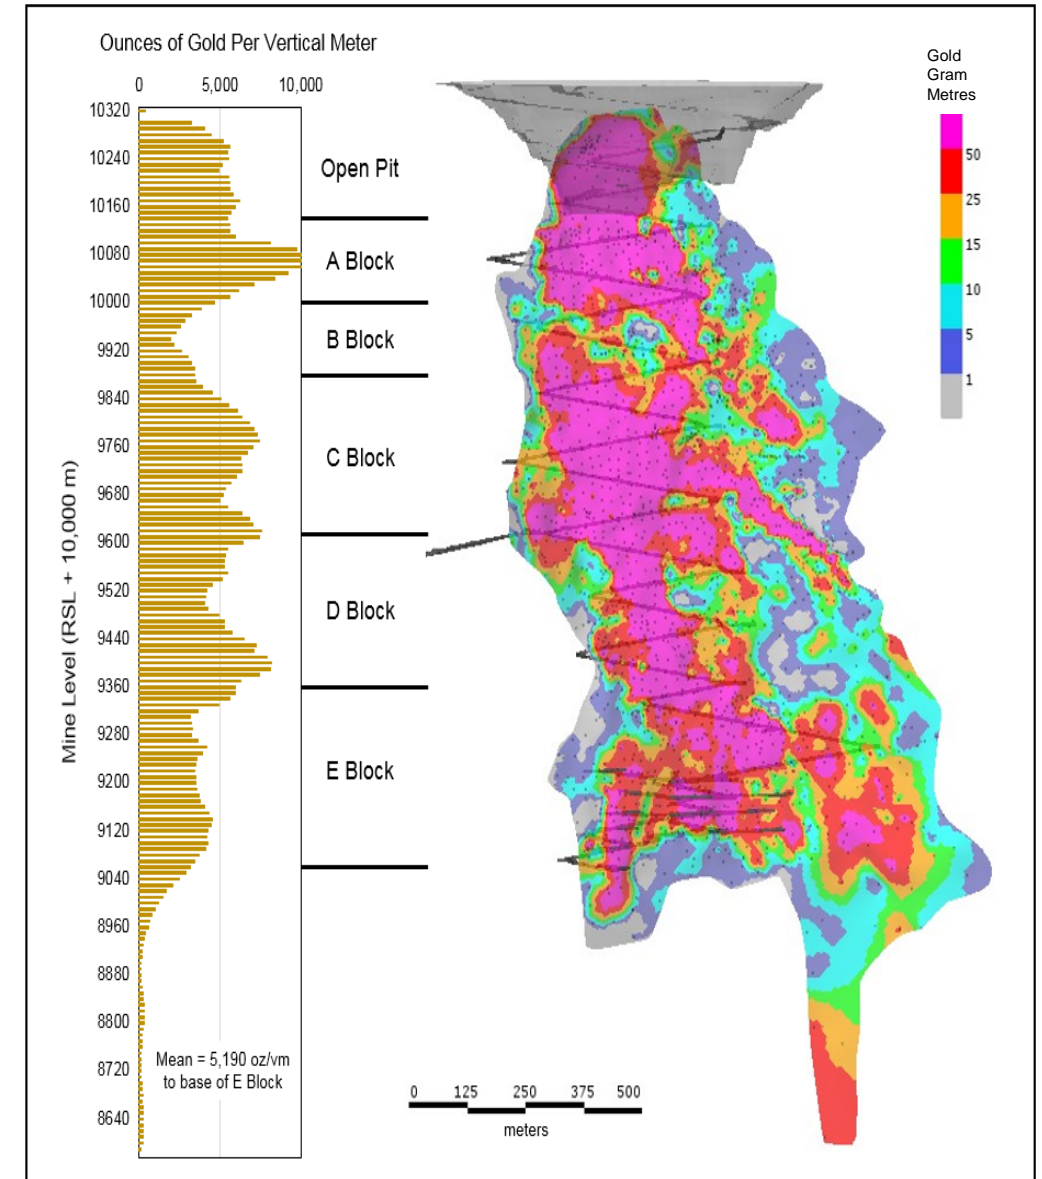 Ounces of Gold Per Vertical Meter
0 5,000 10,000
10320
10240
10160
10080
10000
9920
9840
9760
9680
9600
9520
9440
9360
9280
9200
9120
9040
8960
8880
8800
8720
8640
Mine Level (RSL + 10,000 m)
Mean = 5,190 oz/vm
to base of E Block
Open Pit
A Block
B Block
C Block
D Block
E Block
Gold
Gram
Metres
50
25
15
10
5
1
0 125 250 375 500
meters